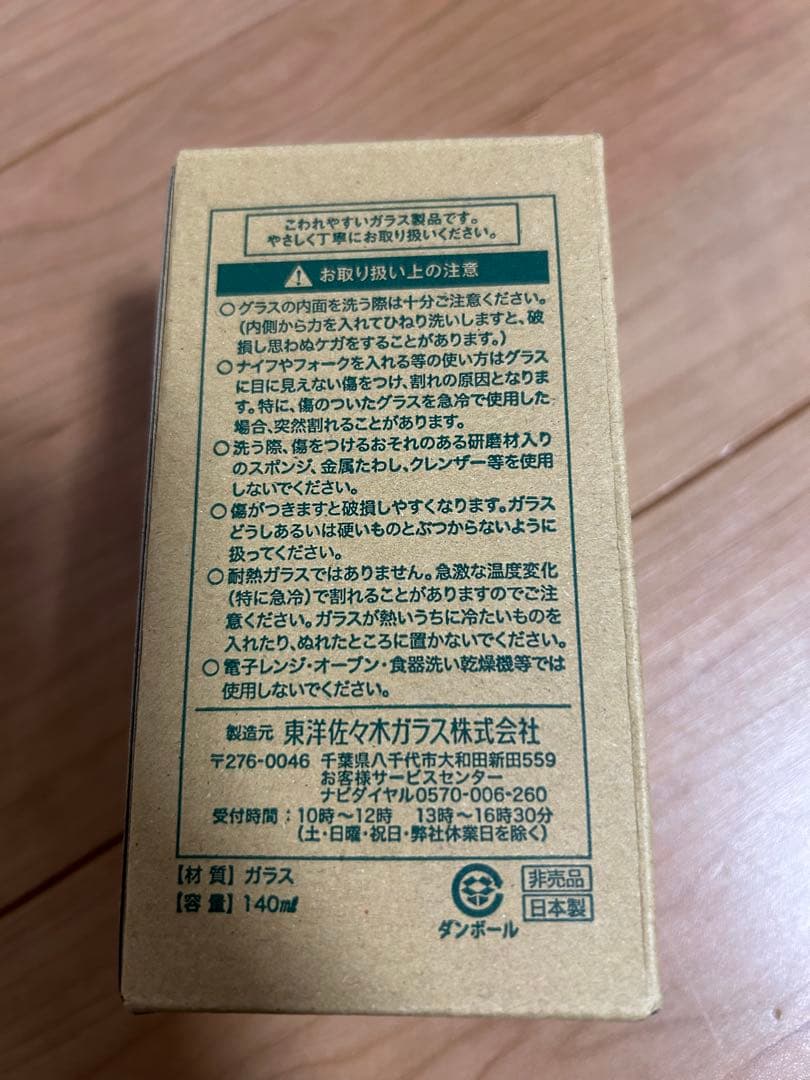 こわれやすいガラス製品です。
やさしく丁寧にお取り扱いください。
お取り扱い上の注意
○グラスの内面を洗う際は十分ご注意ください。
(内側から力を入れてひねり洗いしますと、破
損し思わぬケガをすることがあります。)
○ナイフやフォークを入れる等の使い方はグラス
に目に見えない傷をつけ、割れの原因となりま
す。特に、傷のついたグラスを急冷で使用した
場合、突然割れることがあります。
○洗う際、傷をつけるおそれのある研磨材入り
のスポンジ、金属たわし、クレンザー等を使用
しないでください。
○傷がつきますと破損しやすくなります。ガラス
どうしあるいは硬いものとぶつからないように
扱ってください。
○耐熱ガラスではありません。急激な温度変化
(特に急冷)で割れることがありますのでご注
意ください。ガラスが熱いうちに冷たいものを
入れたり、ぬれたところに置かないでください。
○電子レンジ・オーブン・食器洗い乾燥機等では
使用しないでください。
製造元 東洋佐々木ガラス株式会社
〒276-0046 千葉県八千代市大和田新田559
お客様サービスセンター
ナビダイヤル0570-006-260
受付時間：10時～12時 13時～16時30分
(土・日曜・祝日・弊社休業日を除く)
【材質】ガラス
【容量】140㎖
ダンボール
非売品
日本製